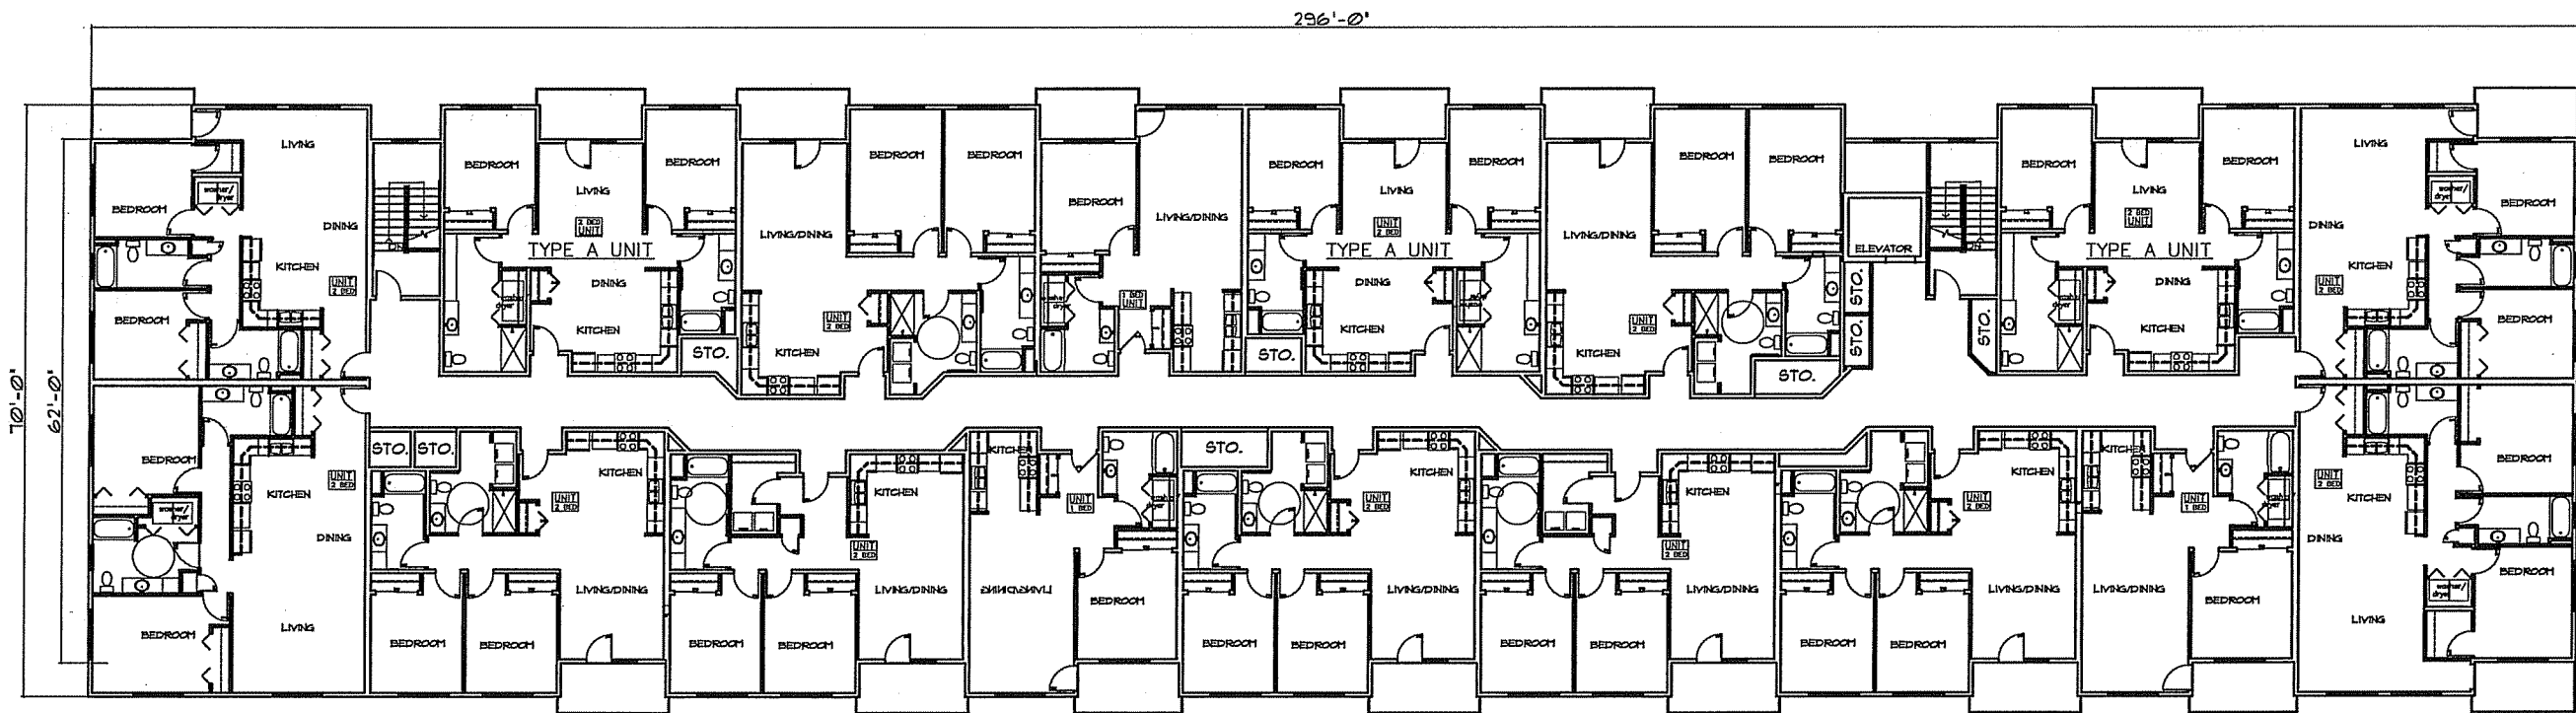 296'-0"
70'-0"
62'-0"
LIVING
BEDROOM
washer/
dryer
DINING
BEDROOM
KITCHEN
UNIT
2 BED
DN
BEDROOM
LIVING
BEDROOM
2 BED
UNIT
TYPE A UNIT
DINING
KITCHEN
STO.
BEDROOM
BEDROOM
LIVING/DINING
UNIT
2 BED
KITCHEN
BEDROOM
LIVING/DINING
1 BED
UNIT
BEDROOM
LIVING
BEDROOM
UNIT
2 BED
TYPE A UNIT
DINING
KITCHEN
STO.
BEDROOM
BEDROOM
LIVING/DINING
UNIT
2 BED
KITCHEN
STO.
ELEVATOR
STO.
STO.
STO.
DN
BEDROOM
LIVING
BEDROOM
2 BED
UNIT
TYPE A UNIT
DINING
KITCHEN
LIVING
washer/
dryer
BEDROOM
DINING
KITCHEN
UNIT
2 BED
BEDROOM
BEDROOM
UNIT
2 BED
KITCHEN
washer/
dryer
DINING
BEDROOM
LIVING
STO.
STO.
KITCHEN
UNIT
2 BED
LIVING/DINING
BEDROOM
BEDROOM
KITCHEN
UNIT
2 BED
LIVING/DINING
BEDROOM
BEDROOM
KITCHEN
UNIT
1 BED
LIVING/DINING
BEDROOM
STO.
KITCHEN
UNIT
2 BED
LIVING/DINING
BEDROOM
BEDROOM
KITCHEN
UNIT
2 BED
LIVING/DINING
BEDROOM
BEDROOM
KITCHEN
UNIT
2 BED
LIVING/DINING
BEDROOM
BEDROOM
KITCHEN
UNIT
1 BED
LIVING/DINING
BEDROOM
UNIT
2 BED
KITCHEN
BEDROOM
DINING
BEDROOM
washer/
dryer
LIVING